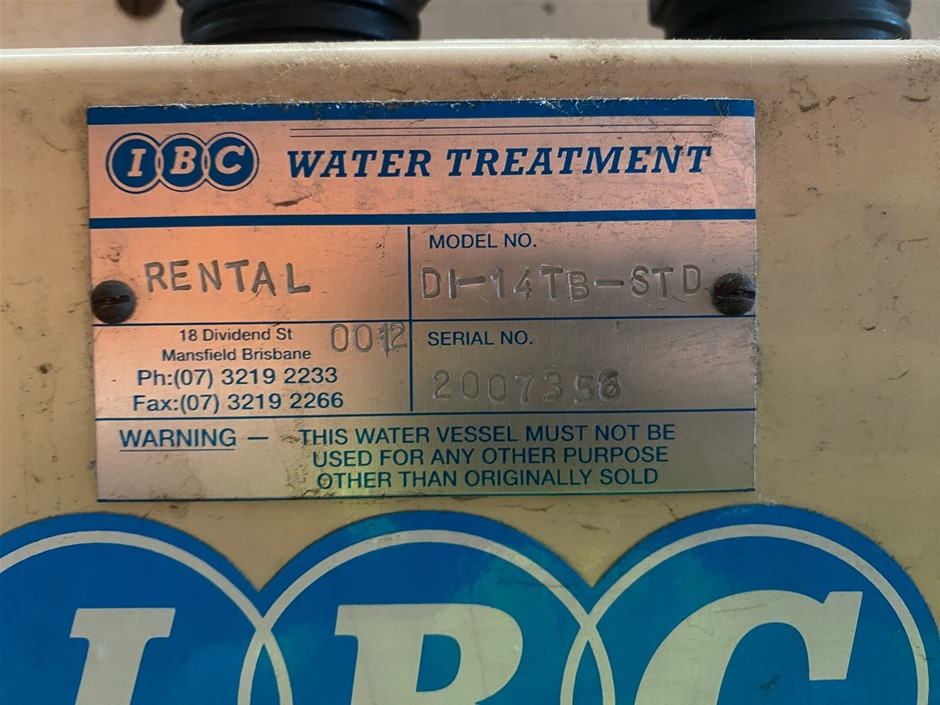 IBC WATER TREATMENT
RENTAL
MODEL NO.
DI-14TB-STD
18 Dividend St
Mansfield Brisbane
0012
Ph:(07) 3219 2233
Fax:(07) 3219 2266
SERIAL NO.
2007356
WARNING — THIS WATER VESSEL MUST NOT BE
USED FOR ANY OTHER PURPOSE
OTHER THAN ORIGINALLY SOLD
IBC